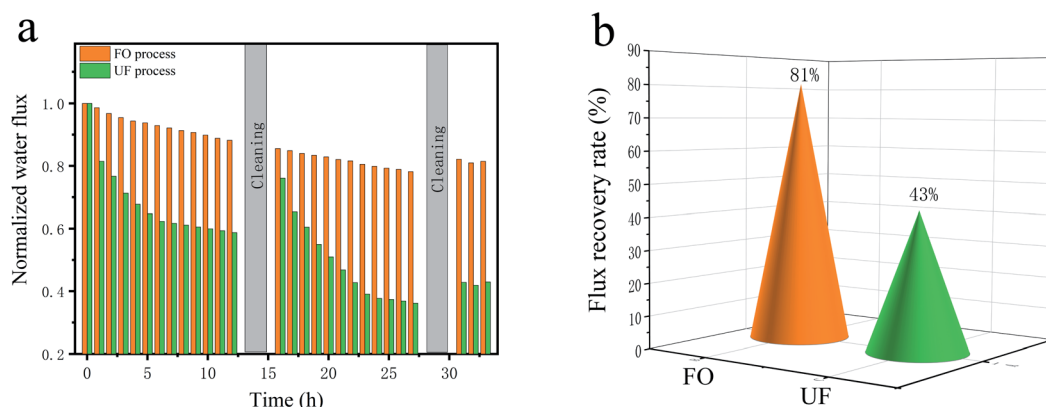 a
FO process
UF process
Normalized water flux
1.0
0.8
0.6
0.4
0.2
Cleaning
Cleaning
0
5
10
15
20
25
30
Time (h)
b
Flux recovery rate (%)
90
80
70
60
50
40
30
20
10
0
81%
43%
FO
UF